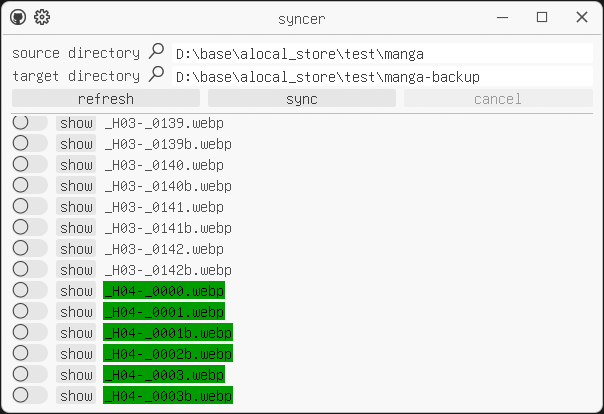 syncer
source directory D:\base\alocal_store\test\manga
target directory D:\base\alocal_store\test\manga-backup
refresh sync cancel
show _H03-_0139.webp
show _H03-_0139b.webp
show _H03-_0140.webp
show _H03-_0140b.webp
show _H03-_0141.webp
show _H03-_0141b.webp
show _H03-_0142.webp
show _H03-_0142b.webp
show _H04-_0000.webp
show _H04-_0001.webp
show _H04-_0001b.webp
show _H04-_0002b.webp
show _H04-_0003.webp
show _H04-_0003b.webp